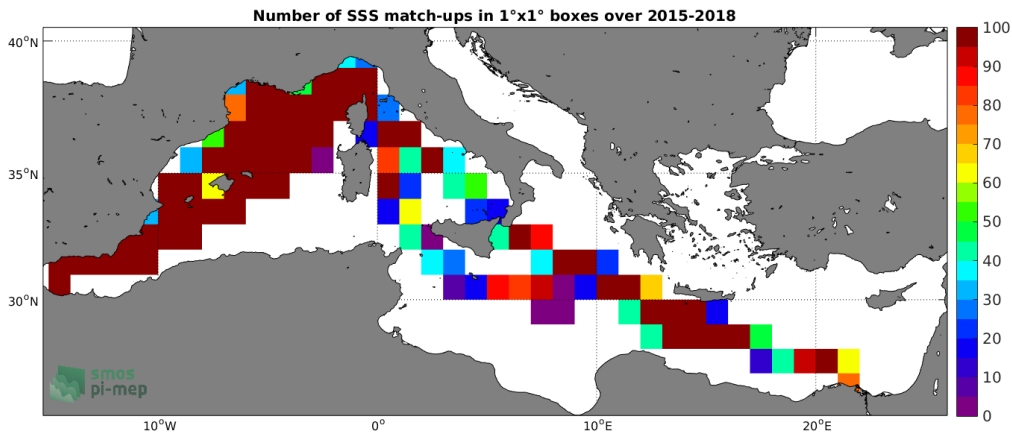 Number of SSS match-ups in 1°x1° boxes over 2015-2018
40°N
35°N
30°N
10°W
0°
10°E
20°E
100
90
80
70
60
50
40
30
20
10
0
smos
pi-mep